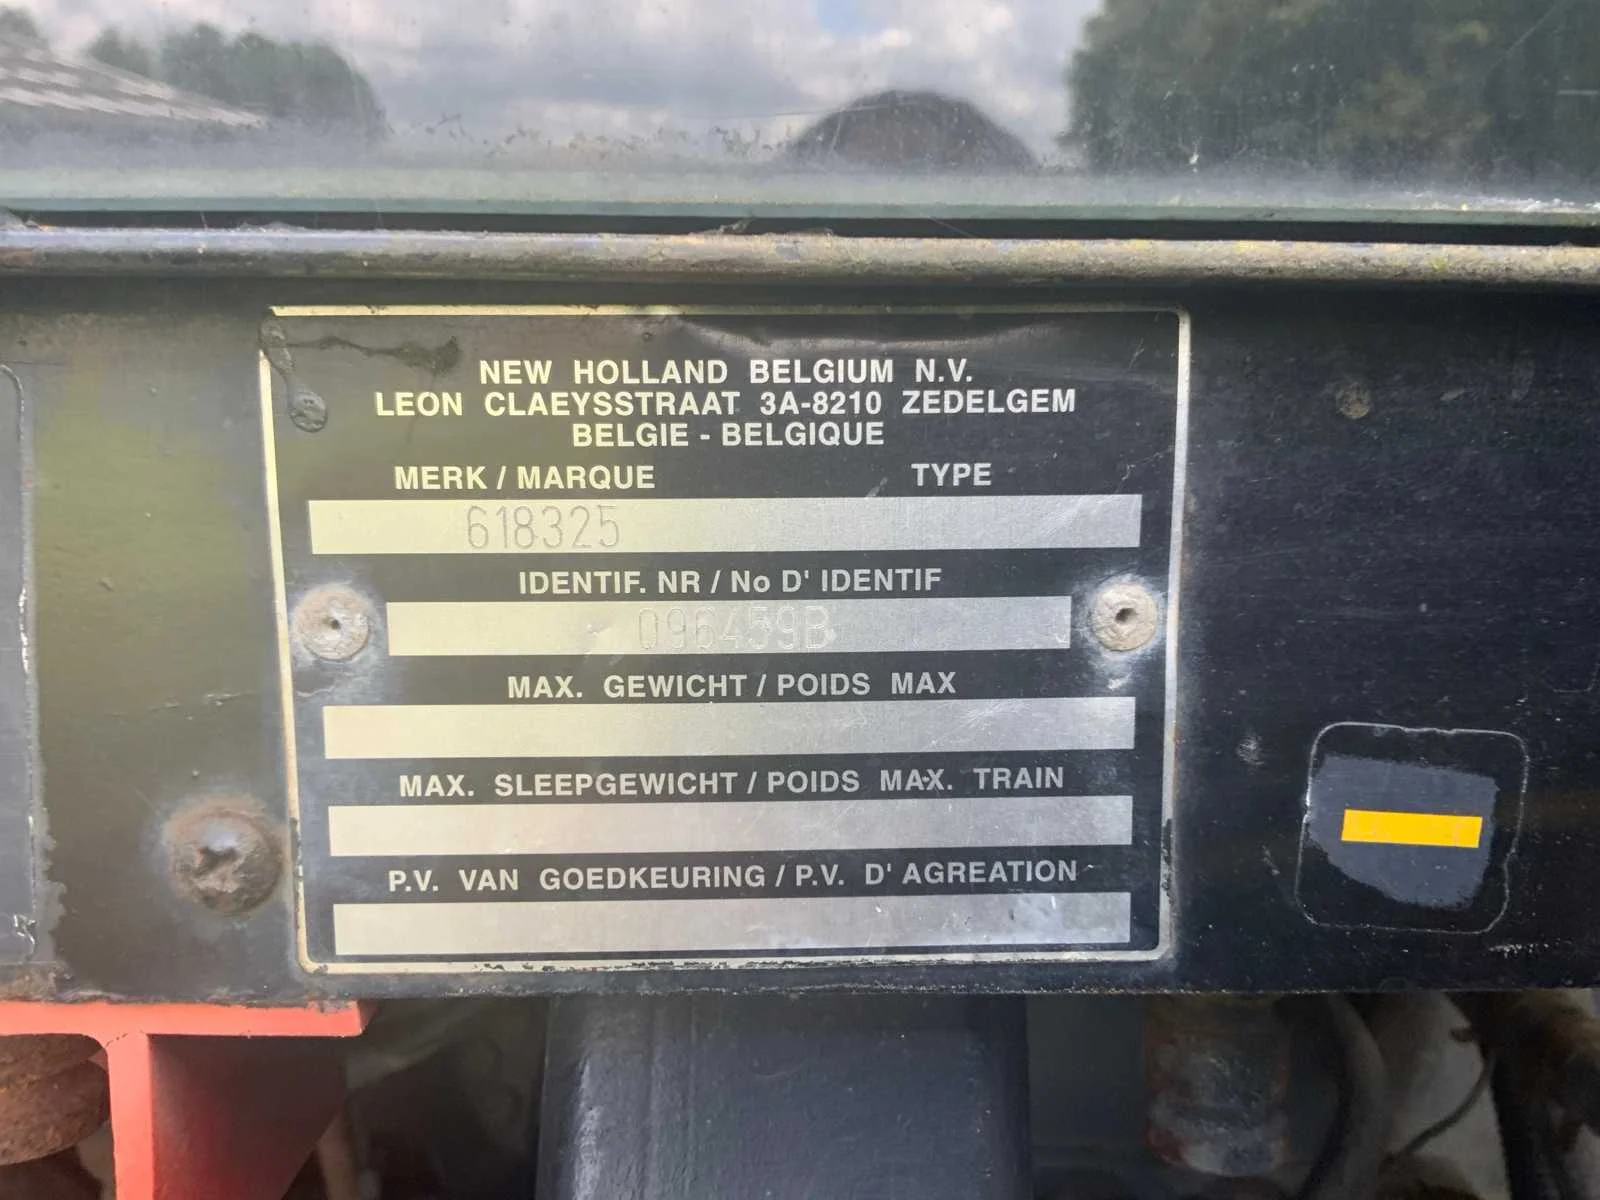 NEW HOLLAND BELGIUM N.V.
LEON CLAEYSSTRAAT 3A-8210 ZEDELGEM
BELGIE - BELGIQUE
MERK / MARQUE TYPE
618325
IDENTIF. NR / No D' IDENTIF
096459B
MAX. GEWICHT / POIDS MAX
MAX. SLEEPGEWICHT / POIDS MAX. TRAIN
P.V. VAN GOEDKEURING / P.V. D' AGREATION